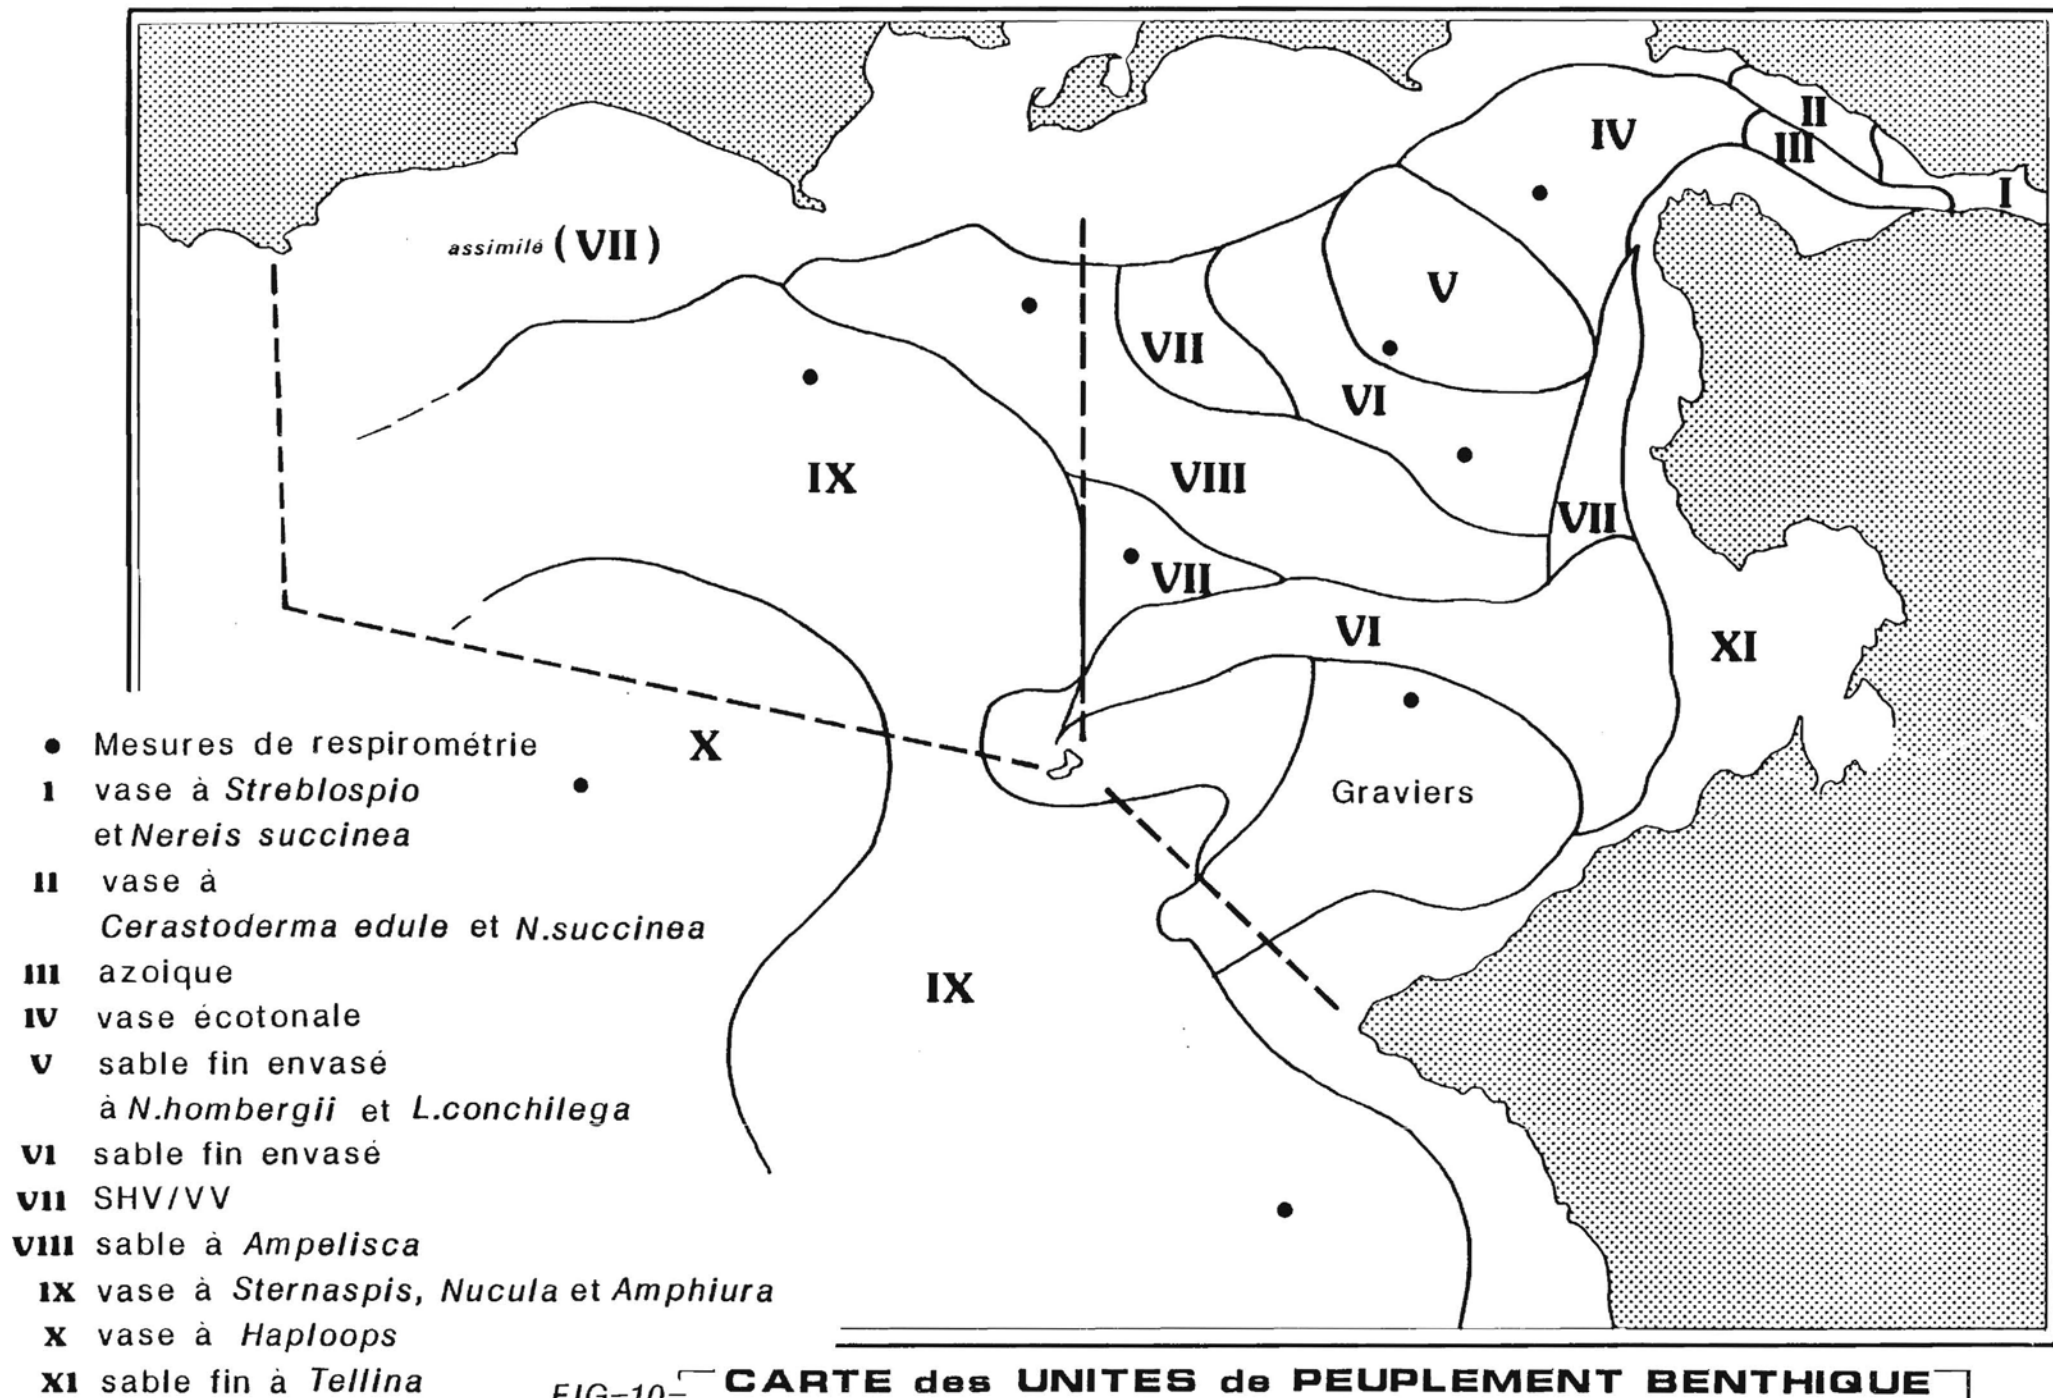 II
IV
III
I
assimilé (VII)
V
VII
VI
IX
VIII
VII
VII
VI
XI
X
Graviers
IX
• Mesures de respirométrie
I vase à Streblospio
et Nereis succinea
II vase à
Cerastoderma edule et N.succinea
III azoique
IV vase écotonale
V sable fin envasé
à N.hombergii et L.conchilega
VI sable fin envasé
VII SHV/VV
VIII sable à Ampelisca
IX vase à Sternaspis, Nucula et Amphiura
X vase à Haploops
XI sable fin à Tellina
FIG-10- CARTE des UNITES de PEUPLEMENT BENTHIQUE